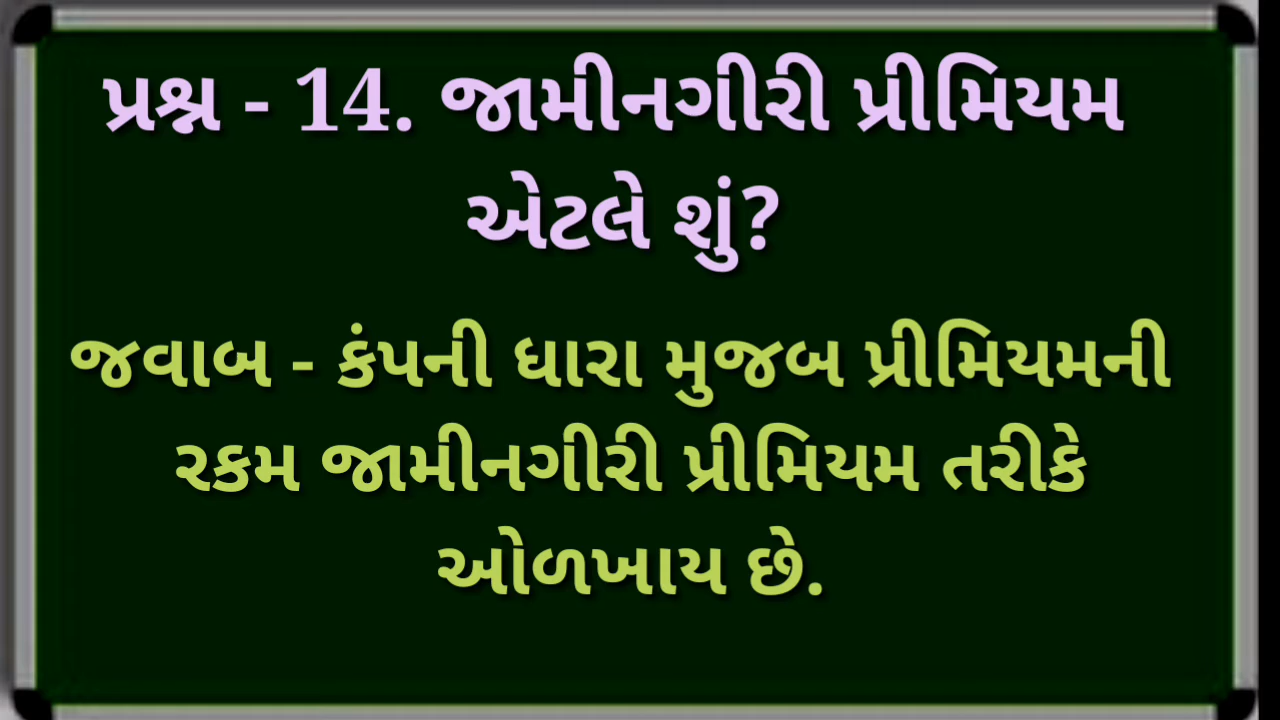 પ્રશ્ન - 14. જામીનગીરી પ્રીમિયમ
એટલે શું?
જવાબ - કંપની ધારા મુજબ પ્રીમિયમની
રકમ જામીનગીરી પ્રીમિયમ તરીકે
ઓળખાય છે.